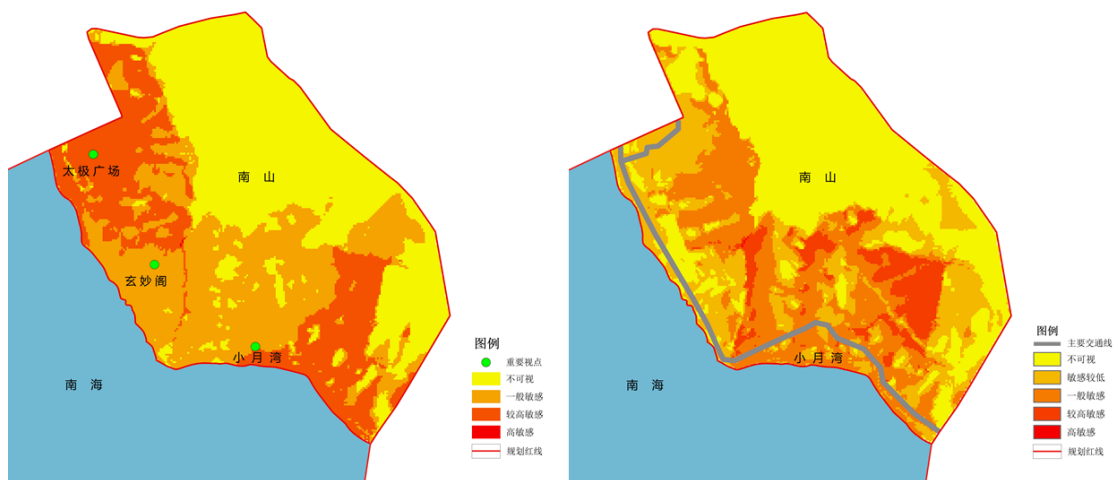 太极广场
南 山
玄妙阁
小月湾
南 海
图例
重要视点
不可视
一般敏感
较高敏感
高敏感
规划红线
南 山
小月湾
南 海
图例
主要交通线
不可视
敏感较低
一般敏感
较高敏感
高敏感
规划红线